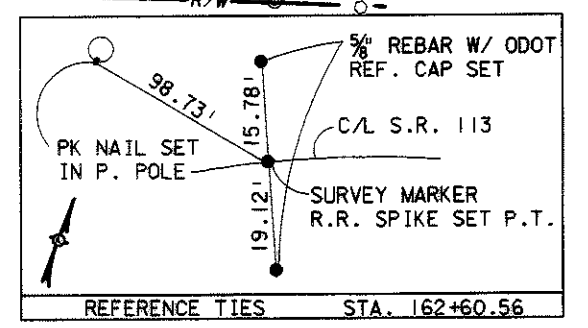 R/W
5/8" REBAR W/ ODOT
REF. CAP SET
98.73'
15.78'
C/L S.R. 113
PK NAIL SET
IN P. POLE
SURVEY MARKER
R.R. SPIKE SET P.T.
19.12'
REFERENCE TIES STA. 162+60.56